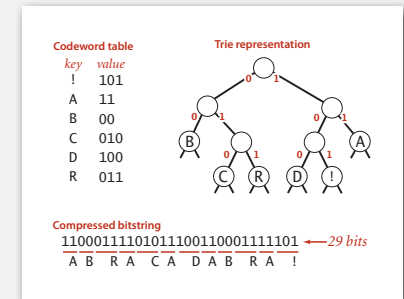 Codeword table
key value
! 101
A 11
B 00
C 010
D 100
R 011
Trie representation
0 1
0 1 0 1
B 0 1 0 1 A
C R D !
Compressed bitstring
11000111101011100110001111101 29 bits
A B R A C A D A B R A !